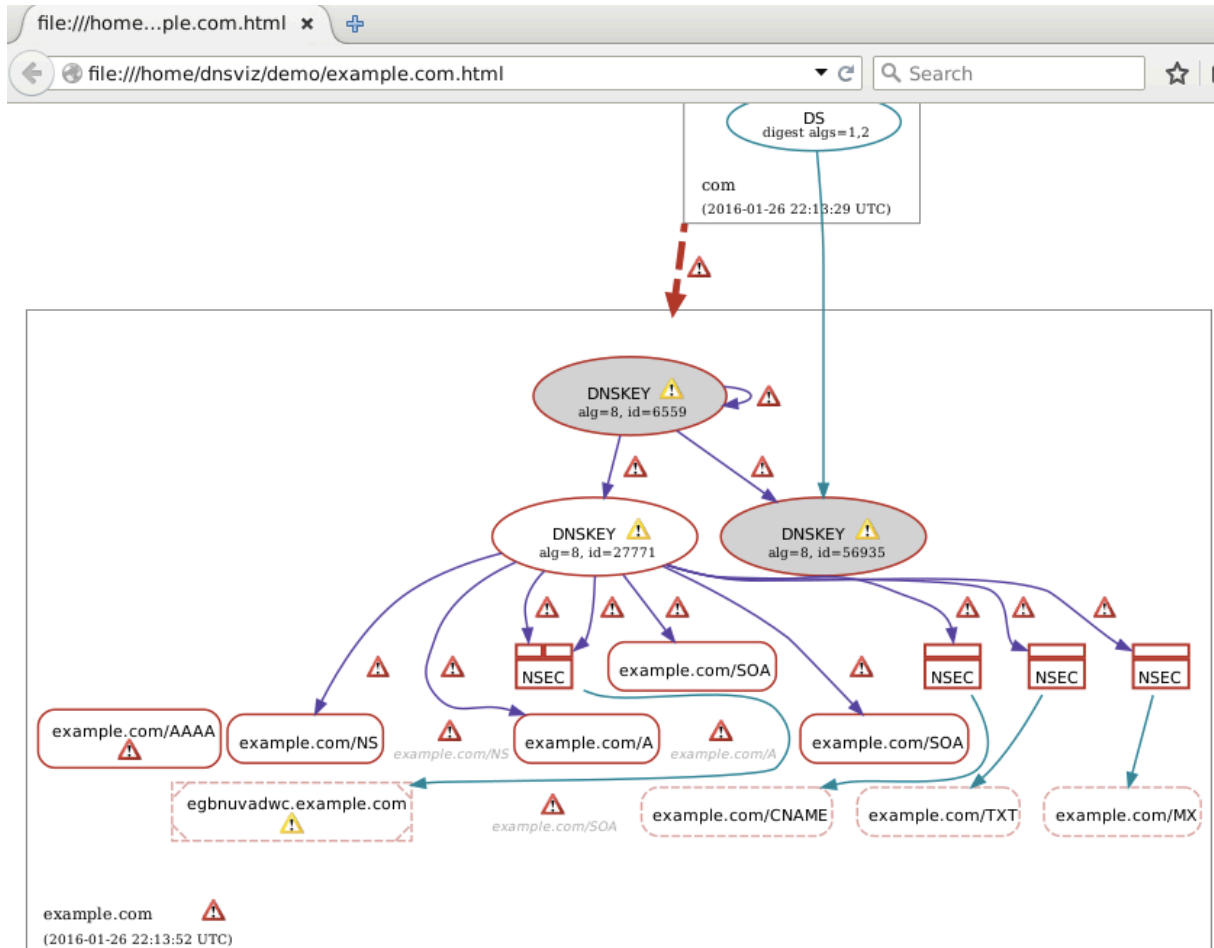 file:///home...ple.com.html
file:///home/dnsviz/demo/example.com.html
Search
DS
digest algs=1,2
com
(2016-01-26 22:13:29 UTC)
DNSKEY
alg=8, id=6559
DNSKEY
alg=8, id=27771
DNSKEY
alg=8, id=56935
NSEC
example.com/SOA
NSEC
NSEC
NSEC
example.com/AAAA
example.com/NS
example.com/NS
example.com/A
example.com/A
example.com/SOA
egbnuvadwc.example.com
example.com/SOA
example.com/CNAME
example.com/TXT
example.com/MX
example.com
(2016-01-26 22:13:52 UTC)